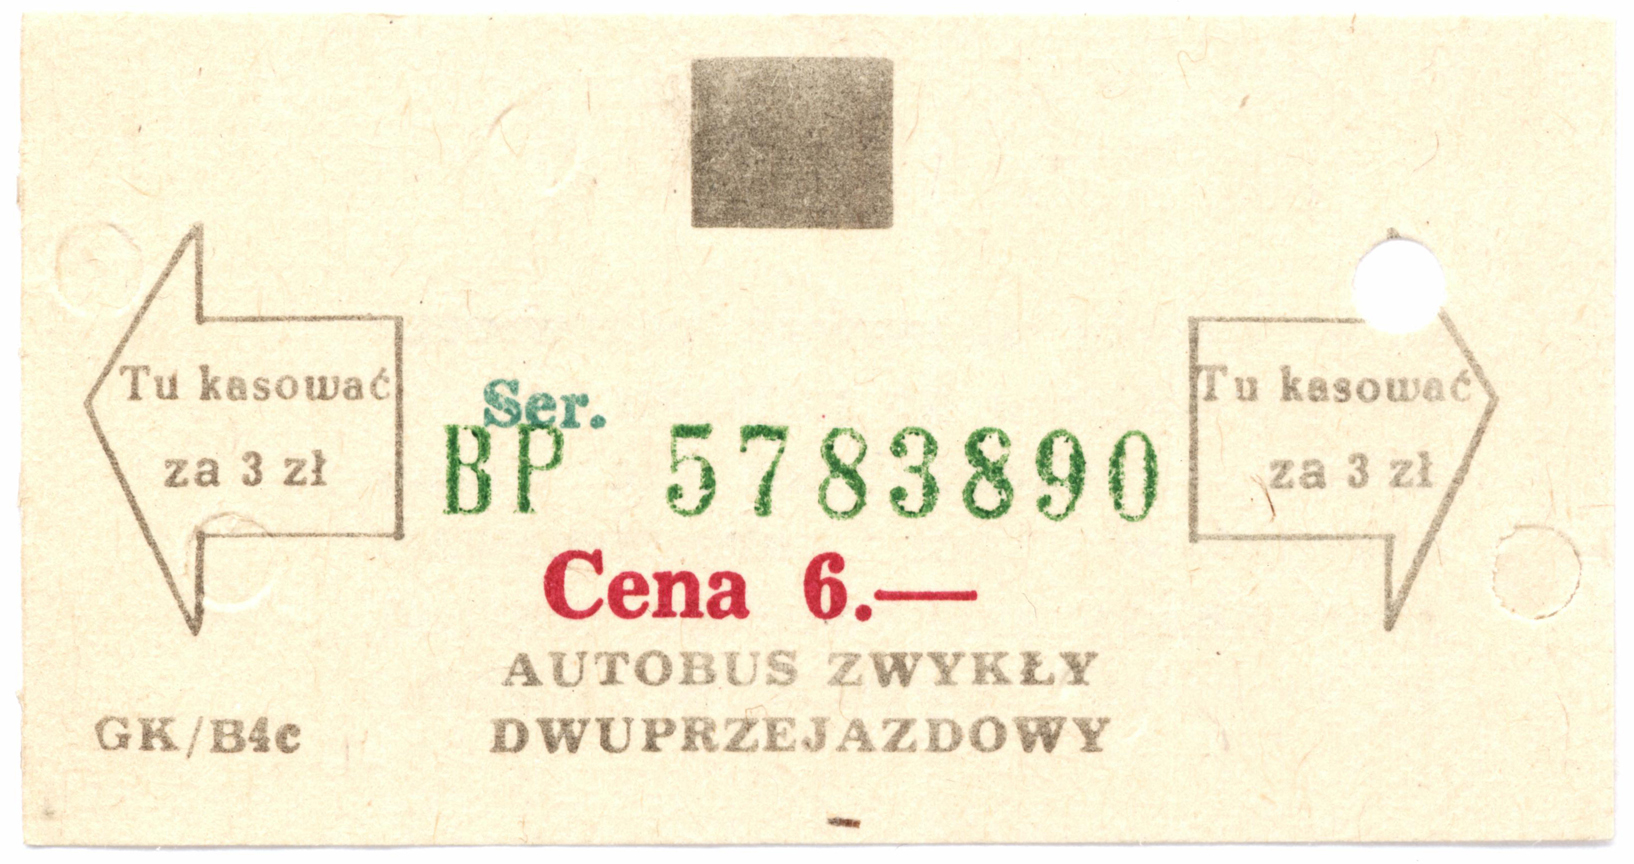 Tu kasować
za 3 zł
Ser.
BP 5783890
Tu kasować
za 3 zł
Cena 6.—
AUTOBUS ZWYKŁY
DWUPRZEJAZDOWY
GK/B4c